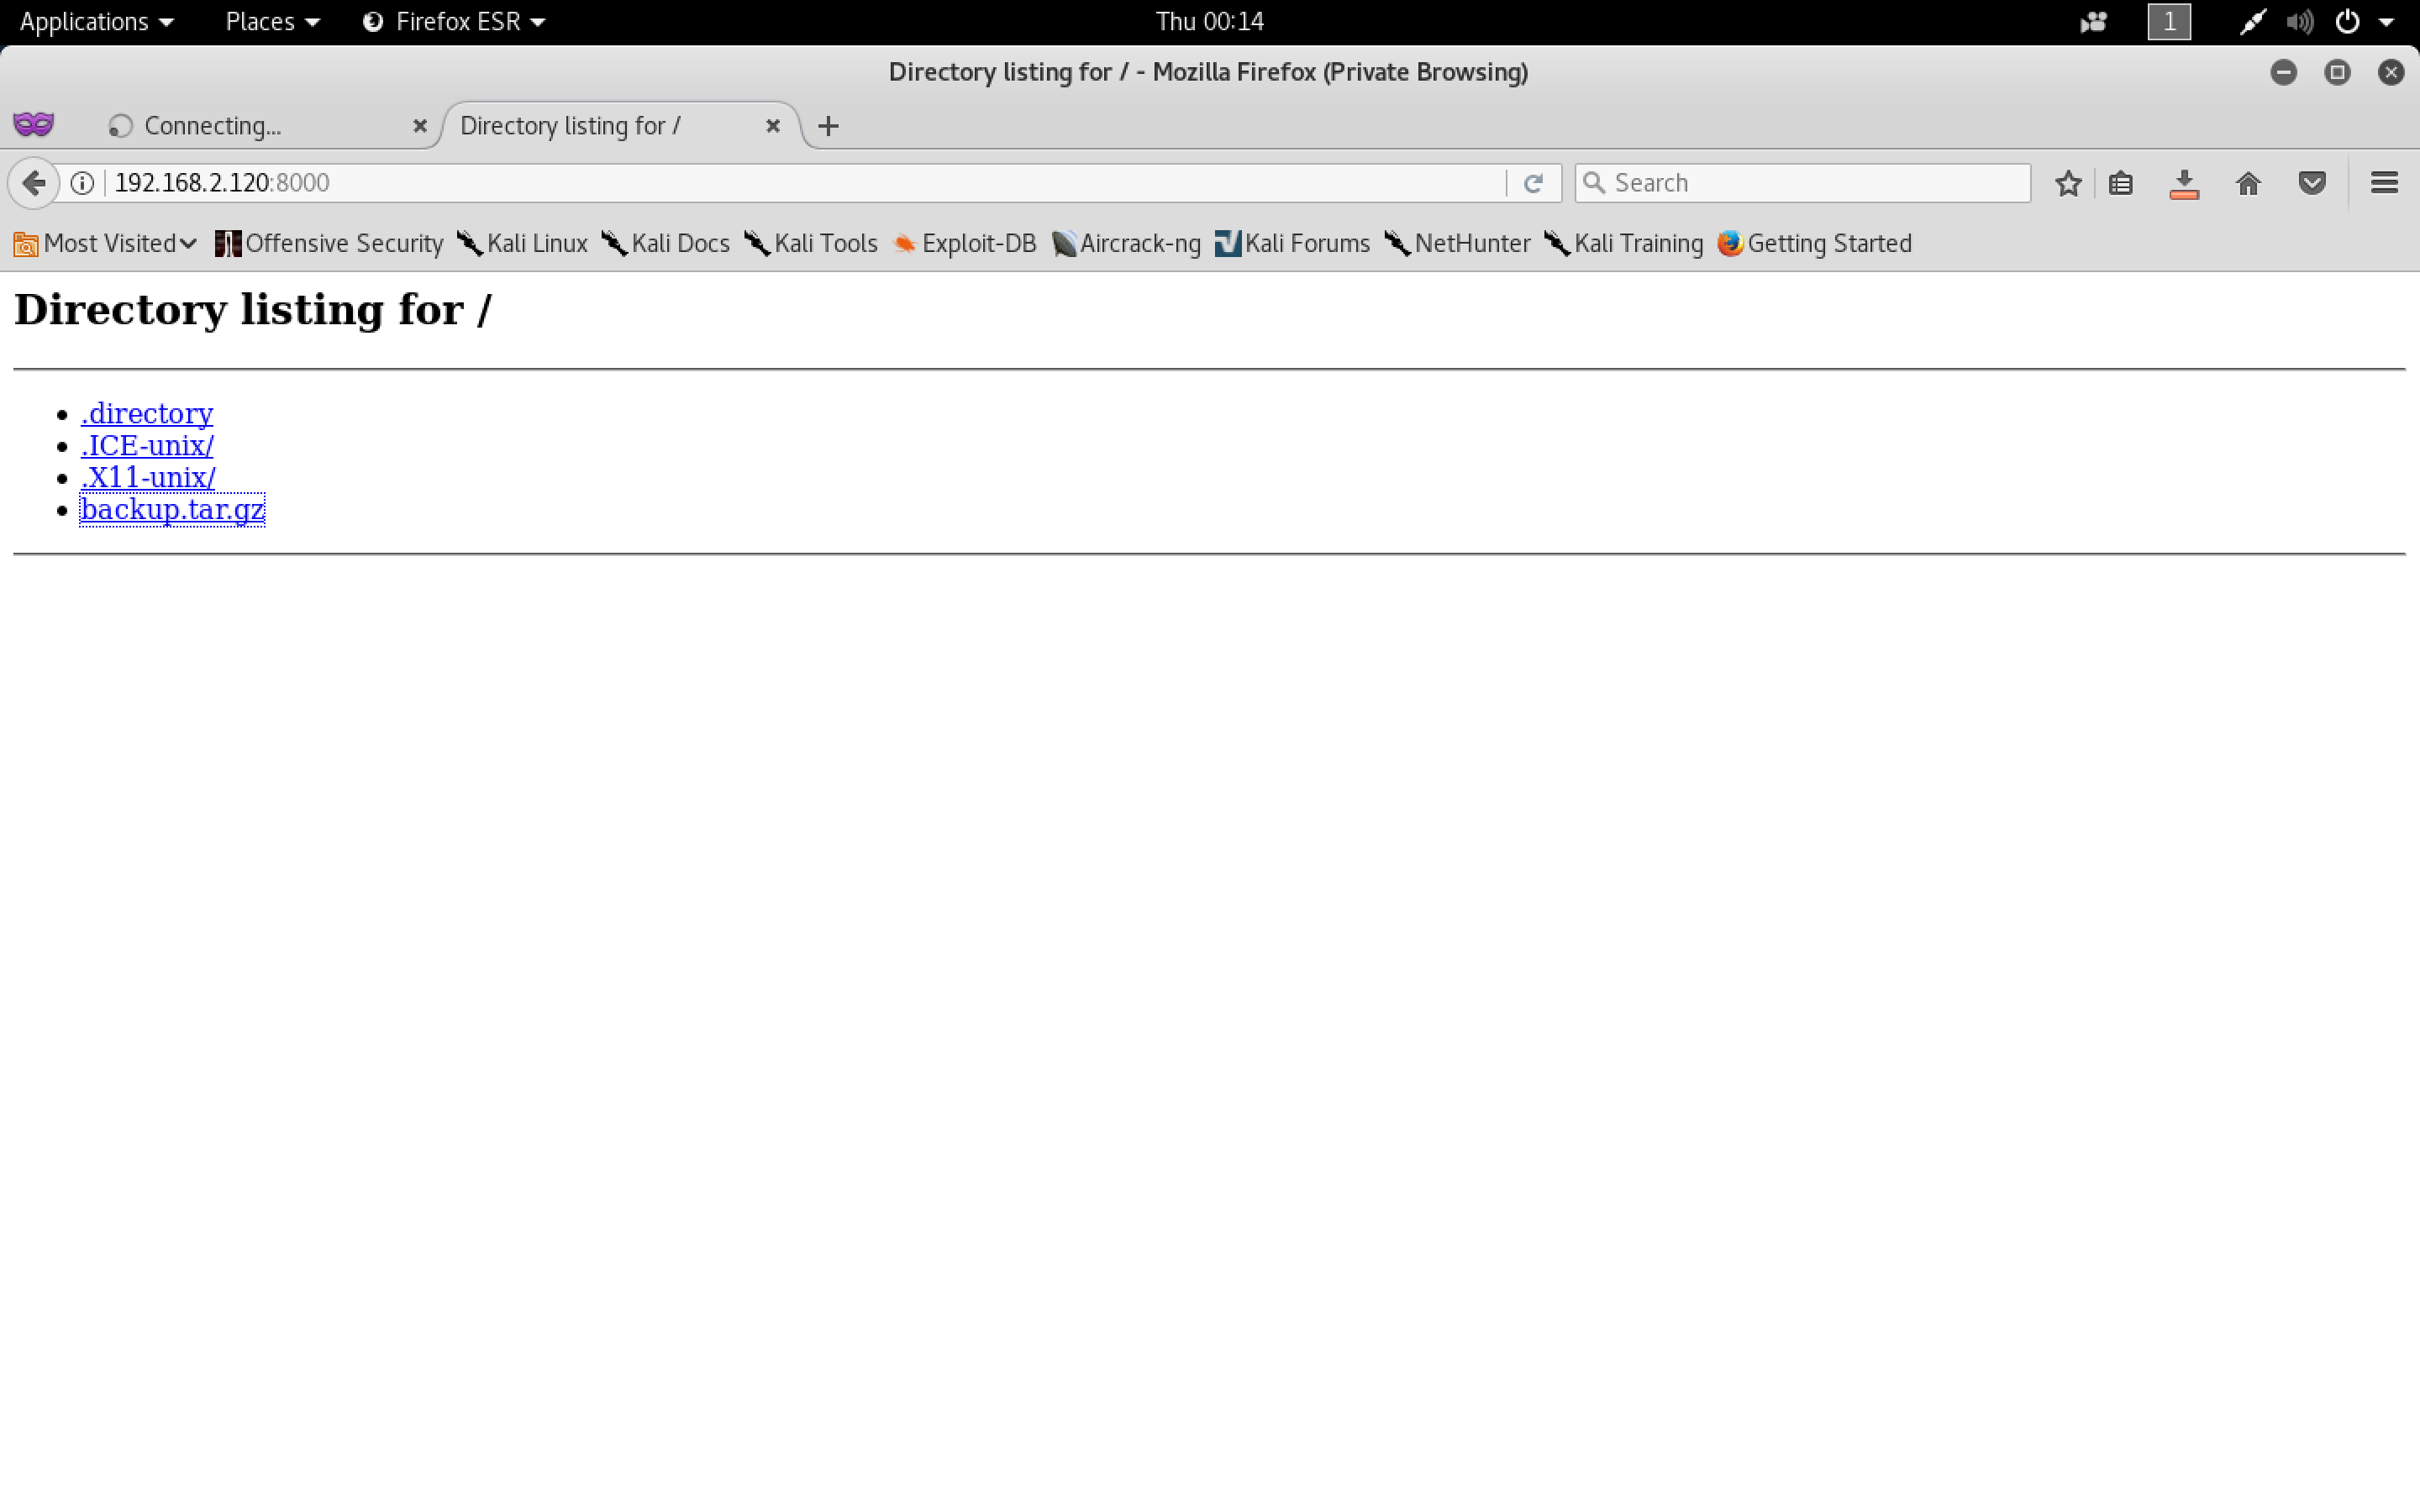 Applications Places Firefox ESR Thu 00:14 1
Directory listing for / - Mozilla Firefox (Private Browsing)
Connecting... Directory listing for /
192.168.2.120:8000 Search
Most Visited Offensive Security Kali Linux Kali Docs Kali Tools Exploit-DB Aircrack-ng Kali Forums NetHunter Kali Training Getting Started
Directory listing for /
.directory
.ICE-unix/
.X11-unix/
backup.tar.gz